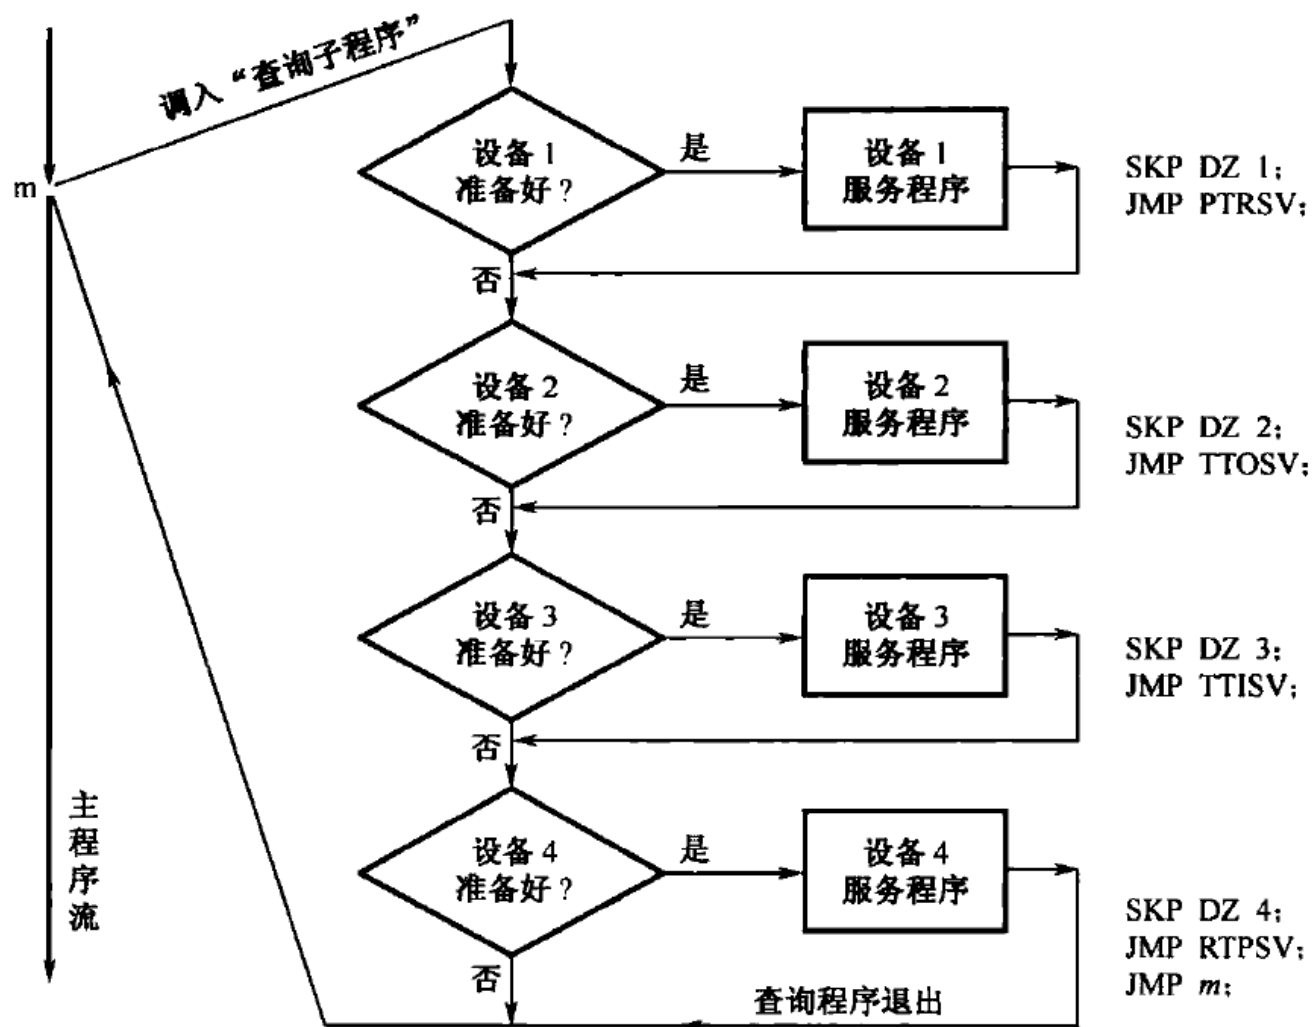 调入“查询子程序”
m
设备 1
准备好?
是
设备 1
服务程序
SKP DZ 1;
JMP PTRSV;
否
设备 2
准备好?
是
设备 2
服务程序
SKP DZ 2;
JMP TTOSV;
否
设备 3
准备好?
是
设备 3
服务程序
SKP DZ 3;
JMP TTISV;
否
主程序流
设备 4
准备好?
是
设备 4
服务程序
SKP DZ 4;
JMP RTPSV;
JMP m;
否
查询程序退出